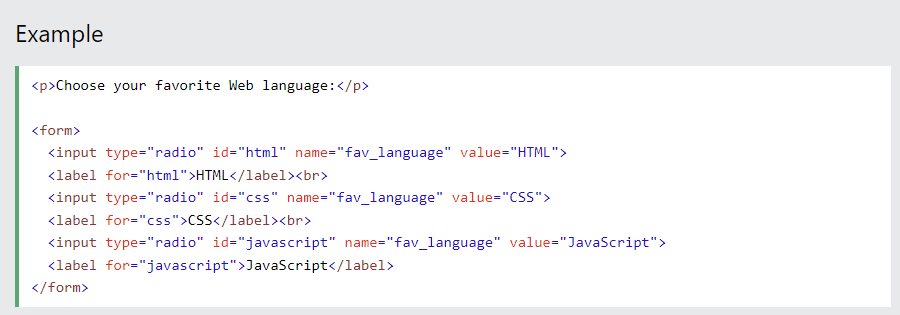 Example
<p>Choose your favorite Web language:</p>
<form>
<input type="radio" id="html" name="fav_language" value="HTML">
<label for="html">HTML</label><br>
<input type="radio" id="css" name="fav_language" value="CSS">
<label for="css">CSS</label><br>
<input type="radio" id="javascript" name="fav_language" value="JavaScript">
<label for="javascript">JavaScript</label>
</form>